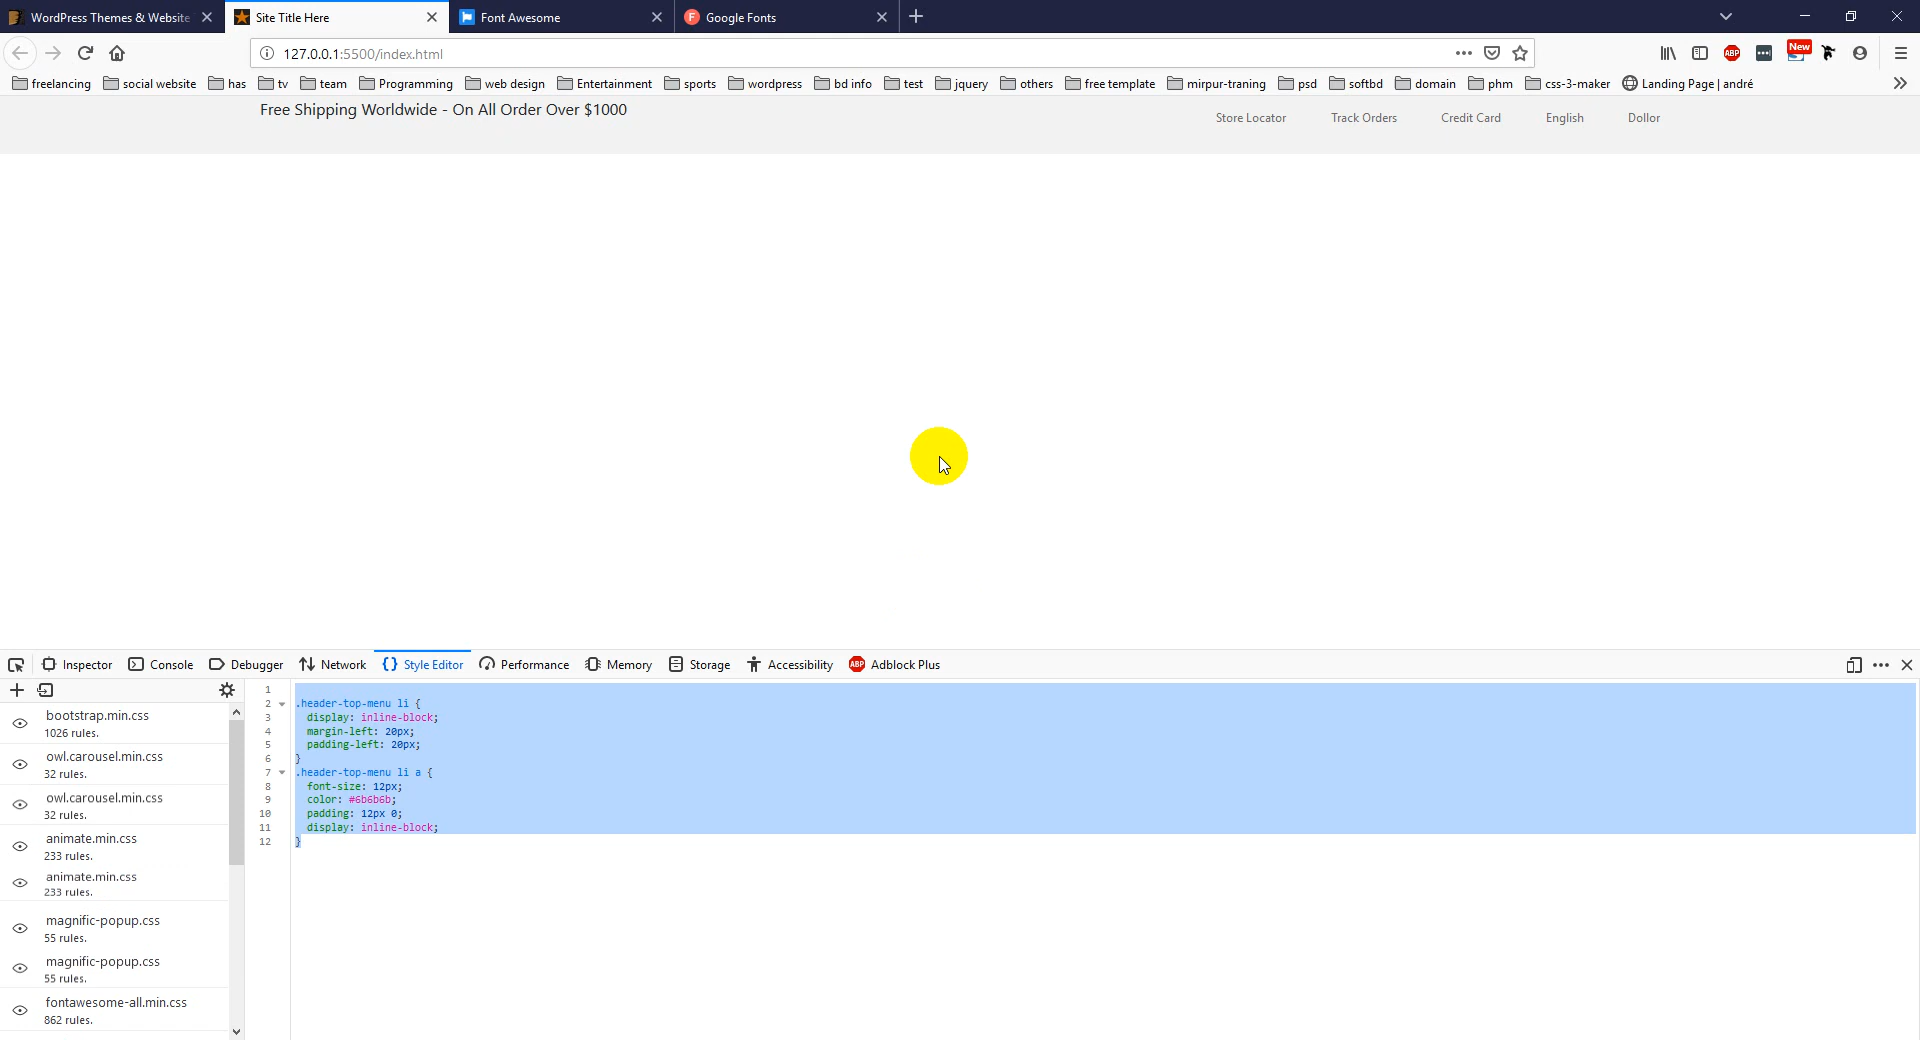 WordPress Themes & Website
Site Title Here
Font Awesome
F Google Fonts
127.0.0.1:5500/index.html
ABP
New
freelancing
social website
has
tv
team
Programming
web design
Entertainment
sports
wordpress
bd info
test
jquery
others
free template
mirpur-traning
psd
softbd
domain
phm
css-3-maker
Landing Page | andré
Free Shipping Worldwide - On All Order Over $1000
Store Locator
Track Orders
Credit Card
English
Dollor
Inspector
Console
Debugger
Network
Style Editor
Performance
Memory
Storage
Accessibility
ABP Adblock Plus
bootstrap.min.css
1026 rules.
owl.carousel.min.css
32 rules.
owl.carousel.min.css
32 rules.
animate.min.css
233 rules.
animate.min.css
233 rules.
magnific-popup.css
55 rules.
magnific-popup.css
55 rules.
fontawesome-all.min.css
862 rules.
1
2 .header-top-menu li {
3 display: inline-block;
4 margin-left: 20px;
5 padding-left: 20px;
6 }
7 .header-top-menu li a {
8 font-size: 12px;
9 color: #6b6b6b;
10 padding: 12px 0;
11 display: inline-block;
12 }